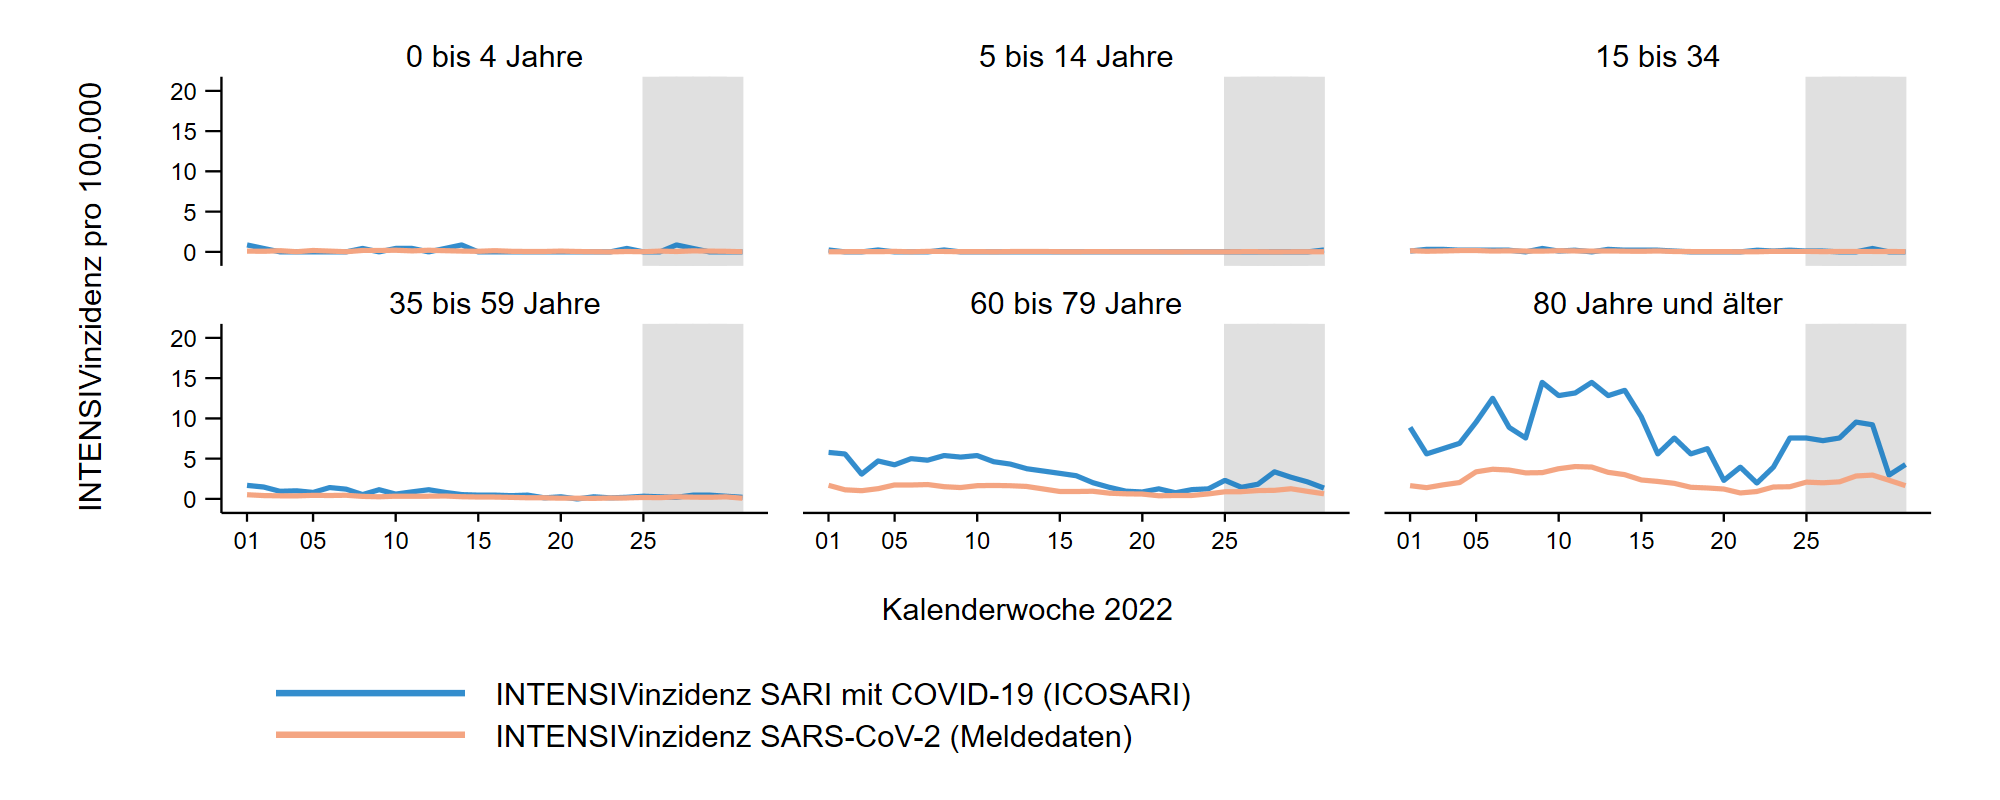 0 bis 4 Jahre
5 bis 14 Jahre
15 bis 34
INTENSIVinzidenz pro 100.000
20
15
10
5
0
35 bis 59 Jahre
60 bis 79 Jahre
80 Jahre und älter
20
15
10
5
0
01 05 10 15 20 25
01 05 10 15 20 25
01 05 10 15 20 25
Kalenderwoche 2022
INTENSIVinzidenz SARI mit COVID-19 (ICOSARI)
INTENSIVinzidenz SARS-CoV-2 (Meldedaten)